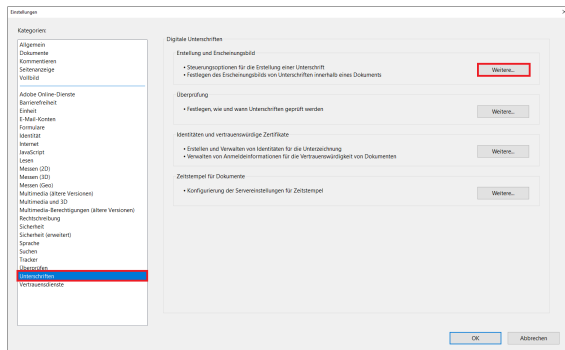 Einstellungen
Kategorien:
Allgemein
Dokumente
Kommentieren
Seitenanzeige
Vollbild
Adobe Online-Dienste
Barrierefreiheit
Einheit
E-Mail-Konten
Formulare
Identität
Internet
JavaScript
Lesen
Messen (2D)
Messen (3D)
Messen (Geo)
Multimedia (ältere Versionen)
Multimedia und 3D
Multimedia-Berechtigungen (ältere Versionen)
Rechtschreibung
Sicherheit
Sicherheit (erweitert)
Sprache
Suchen
Tracker
Überprüfen
Unterschriften
Vertrauensdienste
Digitale Unterschriften
Erstellung und Erscheinungsbild
• Steuerungsoptionen für die Erstellung einer Unterschrift
• Festlegen des Erscheinungsbilds von Unterschriften innerhalb eines Dokuments
Weitere...
Überprüfung
• Festlegen, wie und wann Unterschriften geprüft werden
Weitere...
Identitäten und vertrauenswürdige Zertifikate
• Erstellen und Verwalten von Identitäten für die Unterzeichnung
• Verwalten von Anmeldeinformationen für die Vertrauenswürdigkeit von Dokumenten
Weitere...
Zeitstempel für Dokumente
• Konfigurierung der Servereinstellungen für Zeitstempel
Weitere...
OK
Abbrechen